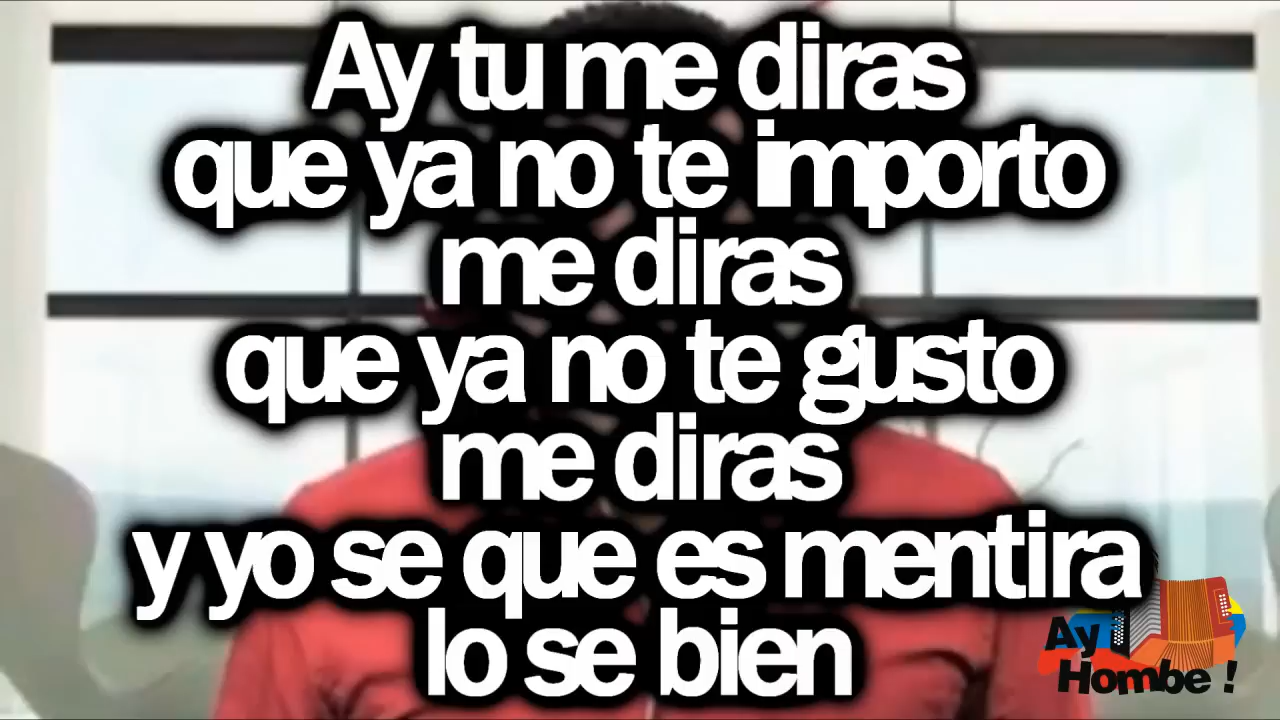 Ay tu me diras
que ya no te importo
me diras
que ya no te gusto
me diras
y yo se que es mentira
lo se bien
Ay
Hombe !